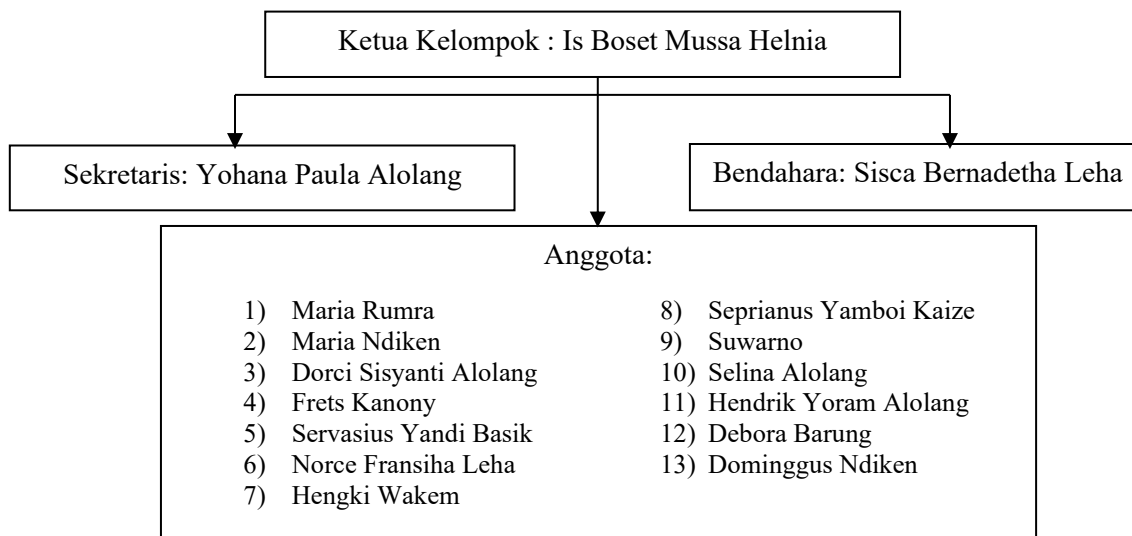 Ketua Kelompok : Is Boset Mussa Helnia
Sekretaris: Yohana Paula Alolang
Bendahara: Sisca Bernadetha Leha
Anggota:
1) Maria Rumra
2) Maria Ndiken
3) Dorci Sisyanti Alolang
4) Frets Kanony
5) Servasius Yandi Basik
6) Norce Fransiha Leha
7) Hengki Wakem
8) Seprianus Yamboi Kaize
9) Suwarno
10) Selina Alolang
11) Hendrik Yoram Alolang
12) Debora Barung
13) Dominggus Ndiken